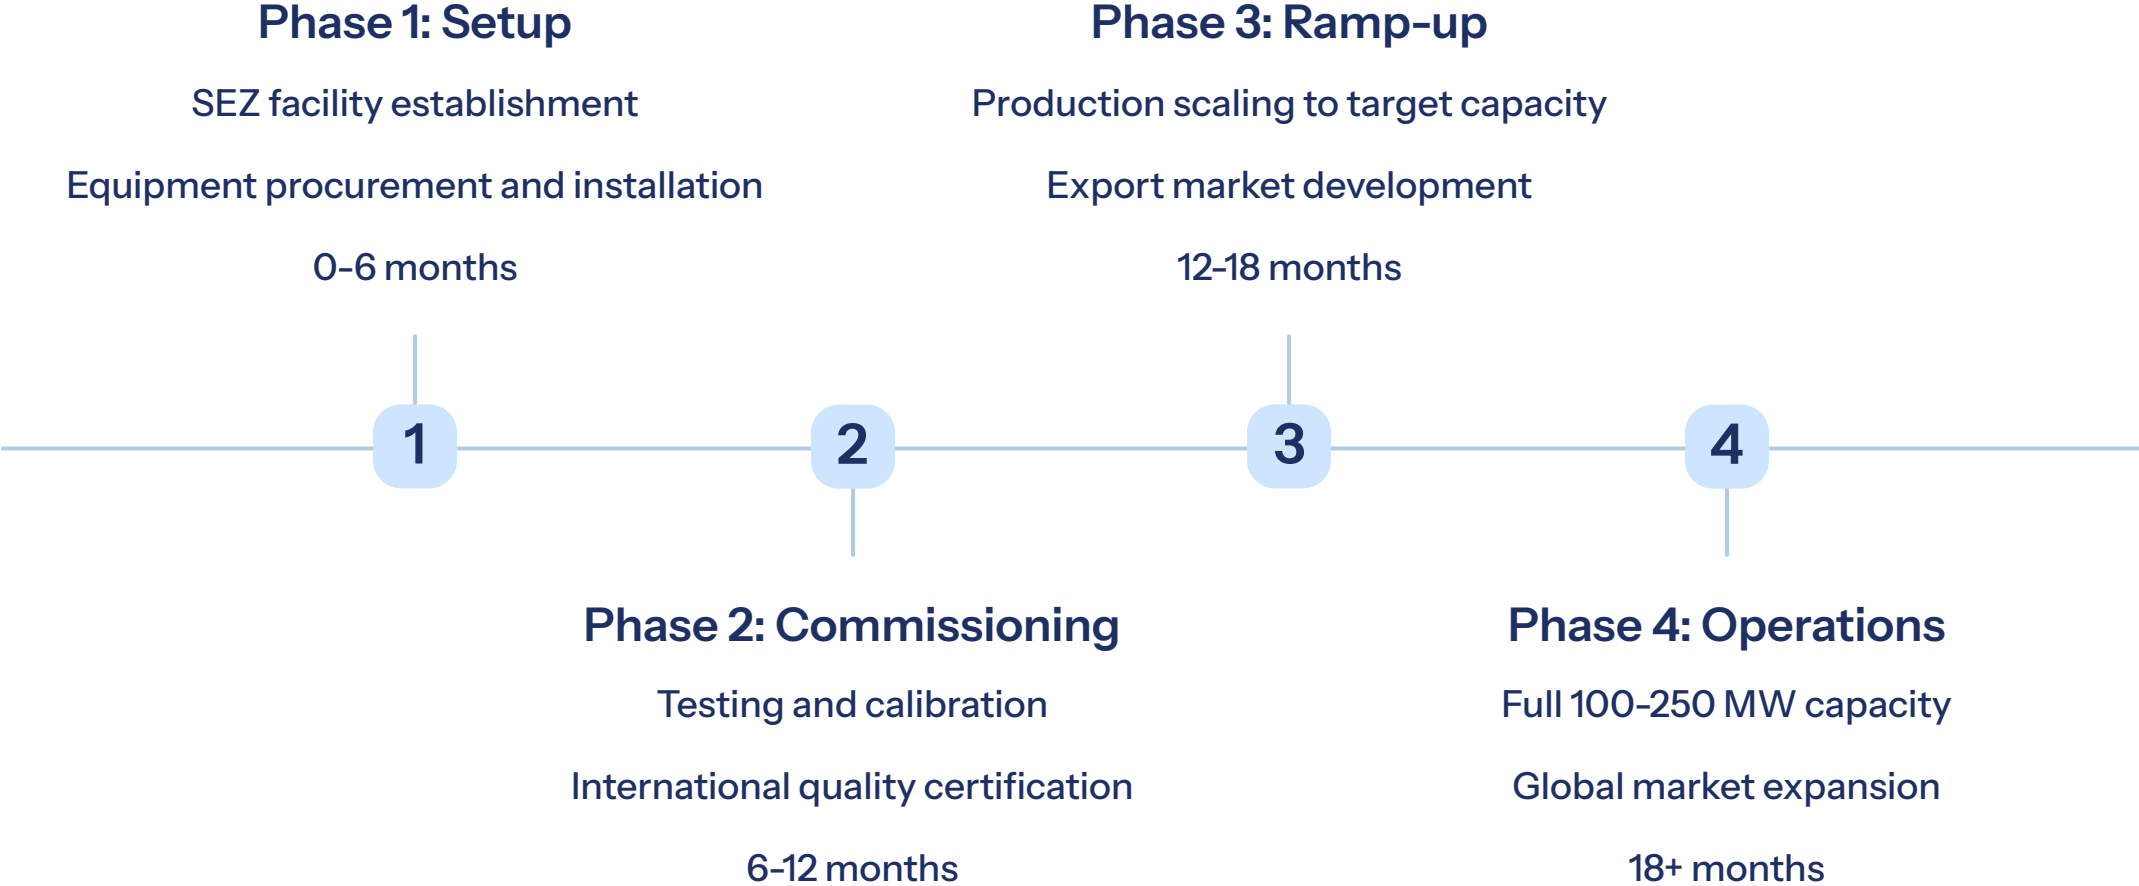 Phase 1: Setup
SEZ facility establishment
Equipment procurement and installation
0-6 months
Phase 3: Ramp-up
Production scaling to target capacity
Export market development
12-18 months
1
2
3
4
Phase 2: Commissioning
Testing and calibration
International quality certification
6-12 months
Phase 4: Operations
Full 100-250 MW capacity
Global market expansion
18+ months